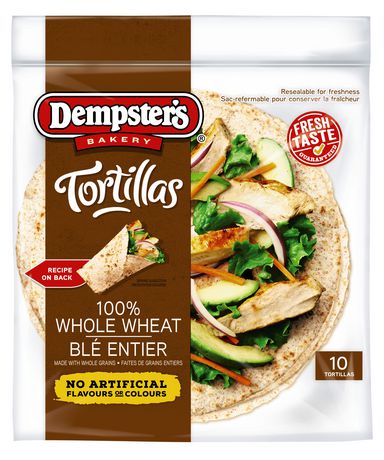 Resealable for freshness
Sac-refermable pour conserver la fraîcheur
Dempster's®
BAKERY
FRESH
TASTE
GUARANTEED
Tortillas
RECIPE
ON BACK
100%
WHOLE WHEAT
BLÉ ENTIER
MADE WITH WHOLE GRAINS • FAITES DE GRAINS ENTIERS
NO ARTIFICIAL
FLAVOURS OR COLOURS
10
TORTILLAS